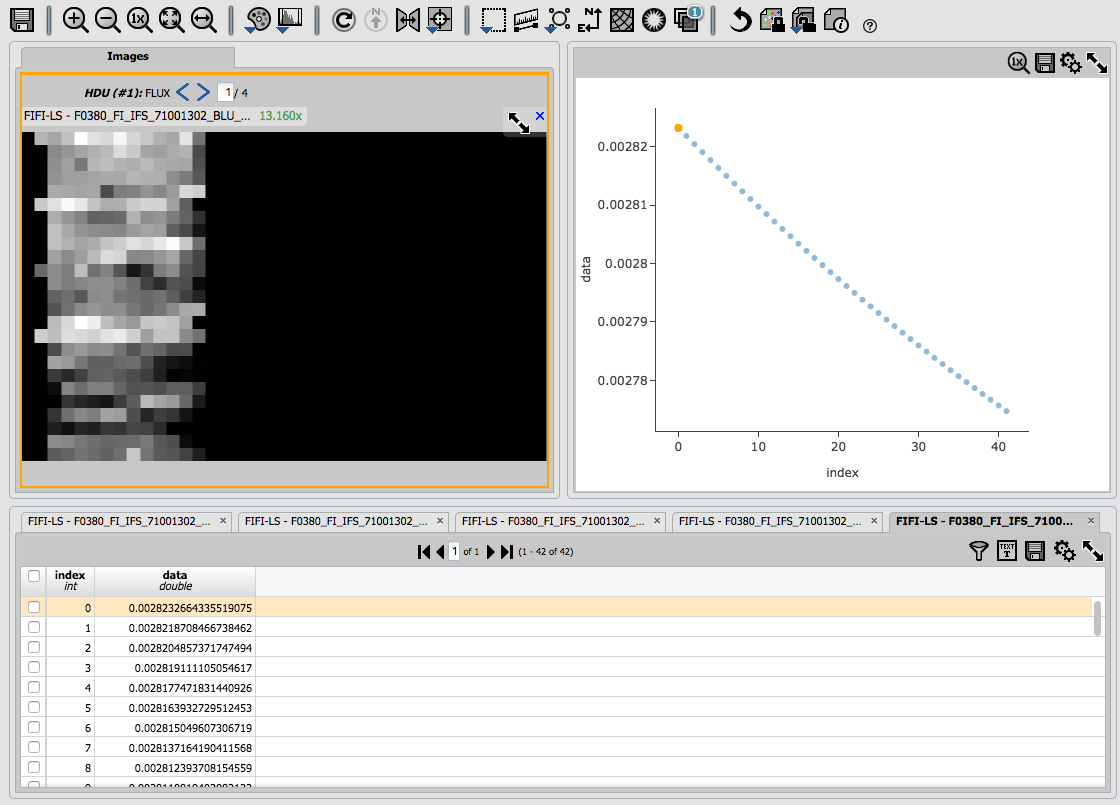 1x 1x
1
?
Images
HDU (#1): FLUX 1 / 4
FIFI-LS - F0380_FI_IFS_71001302_BLU_... 13.160x
1x
0.00282
0.00281
0.0028
0.00279
0.00278
data
0 10 20 30 40
index
FIFI-LS - F0380_FI_IFS_71001302_... × FIFI-LS - F0380_FI_IFS_71001302_... × FIFI-LS - F0380_FI_IFS_71001302_... × FIFI-LS - F0380_FI_IFS_71001302_... × FIFI-LS - F0380_FI_IFS_7100... ×
1 of 1 (1 - 42 of 42) TEXT T
index data
int double
0 0.0028232664335519075
1 0.0028218708466738462
2 0.0028204857371747494
3 0.002819111105054617
4 0.0028177471831440926
5 0.0028163932729512453
6 0.002815049607306719
7 0.0028137164190411568
8 0.002812393708154559